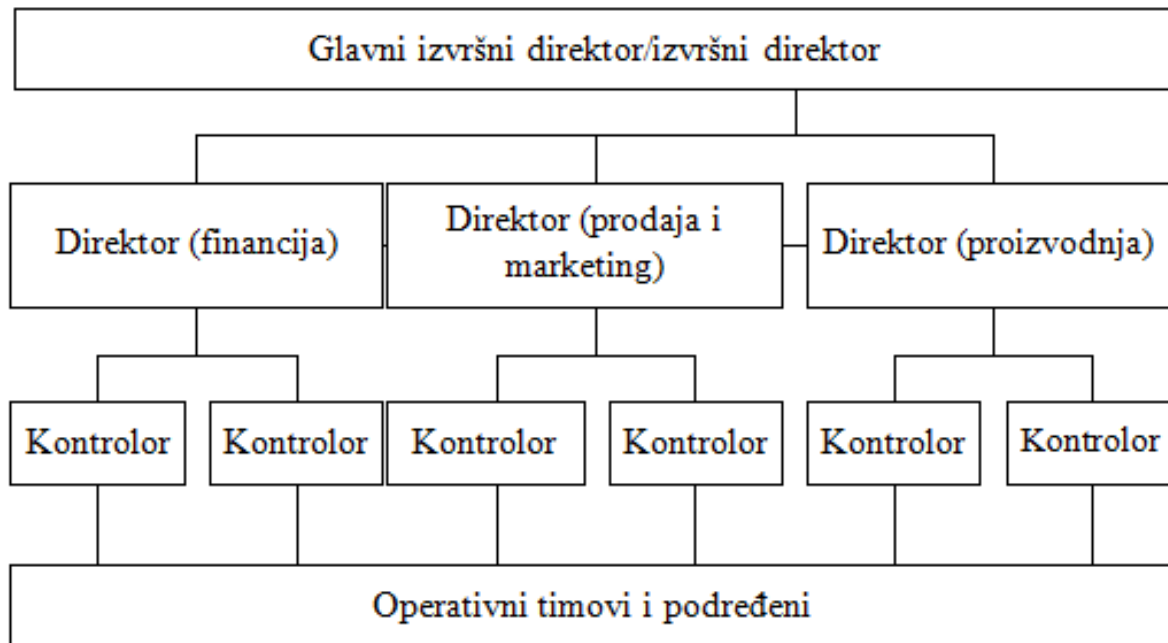 Glavni izvršni direktor/izvršni direktor
Direktor (financija)
Direktor (prodaja i
marketing)
Direktor (proizvodnja)
Kontrolor
Kontrolor
Kontrolor
Kontrolor
Kontrolor
Kontrolor
Operativni timovi i podređeni